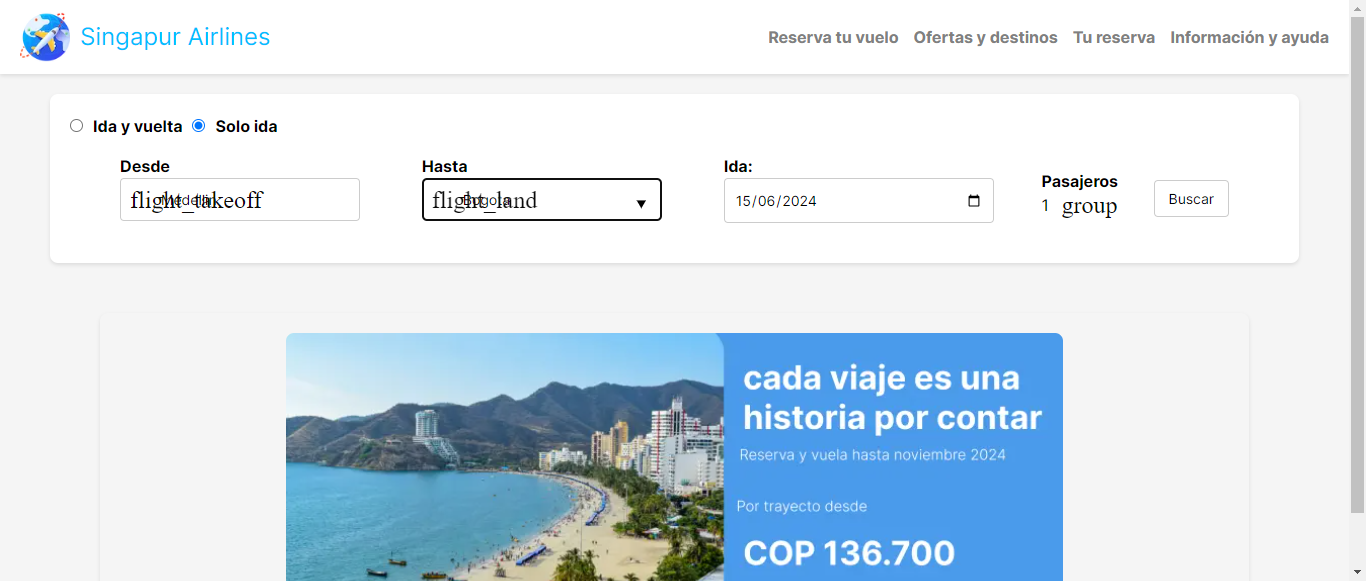 Singapur Airlines
Reserva tu vuelo Ofertas y destinos Tu reserva Información y ayuda
Ida y vuelta Solo ida
Desde Hasta Ida: Pasajeros
flight_takeoff Medellin flight_land Bogota 15/06/2024 1 group Buscar
cada viaje es una
historia por contar
Reserva y vuela hasta noviembre 2024
Por trayecto desde
COP 136.700